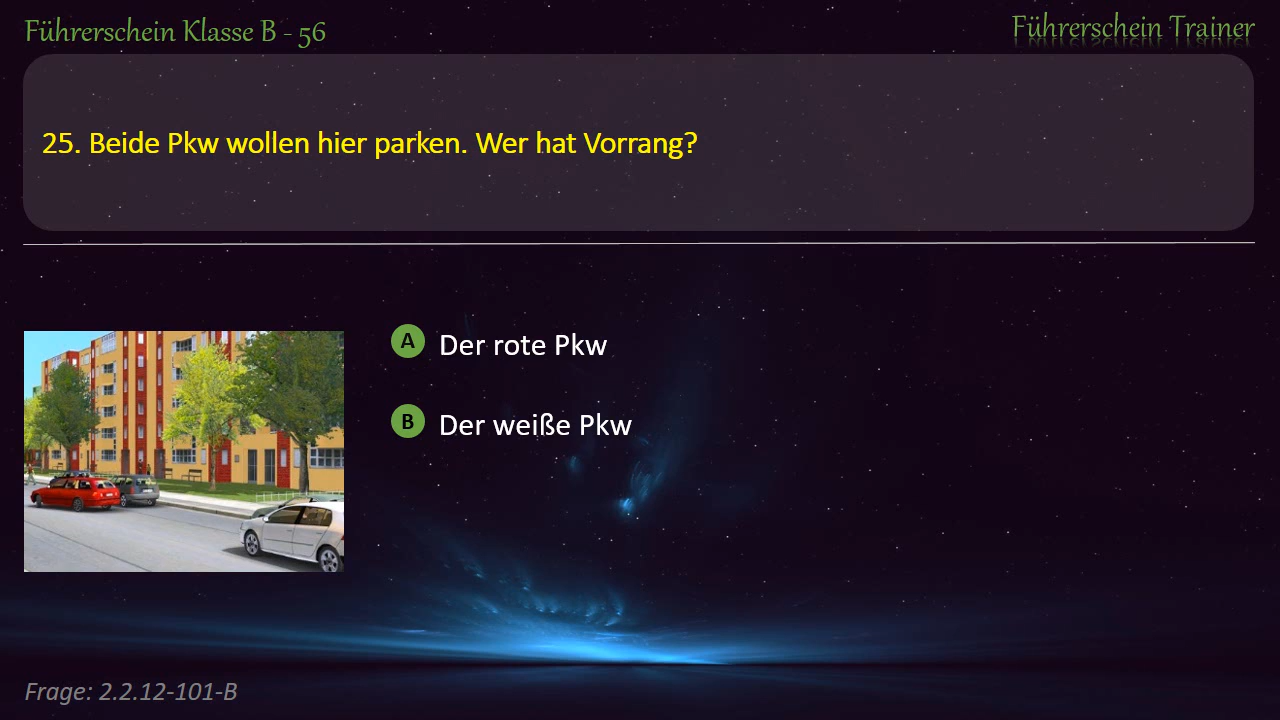 Führerschein Klasse B - 56
Führerschein Trainer
25. Beide Pkw wollen hier parken. Wer hat Vorrang?
A Der rote Pkw
B Der weiße Pkw
Frage: 2.2.12-101-B